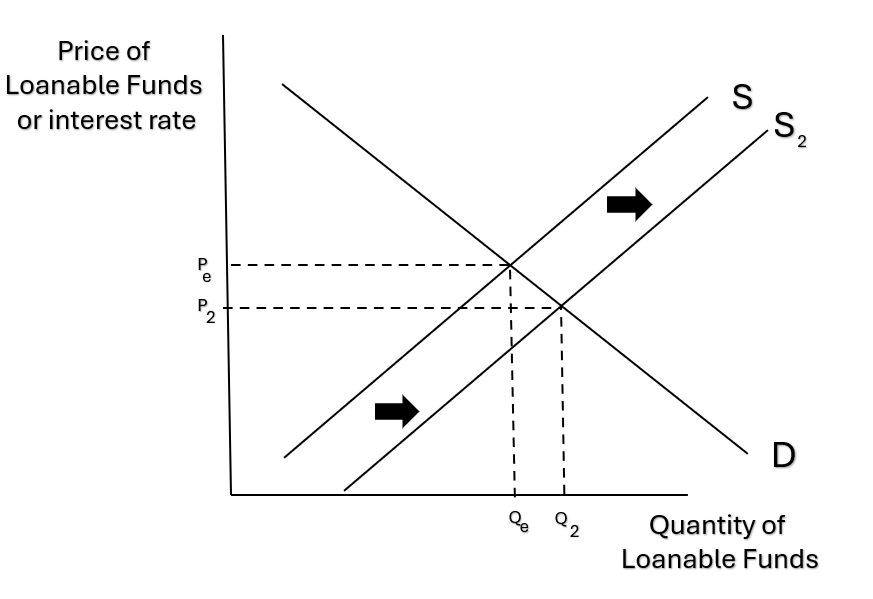 Price of
Loanable Funds
or interest rate
S
S2
Pe
P2
D
Qe
Q2
Quantity of
Loanable Funds